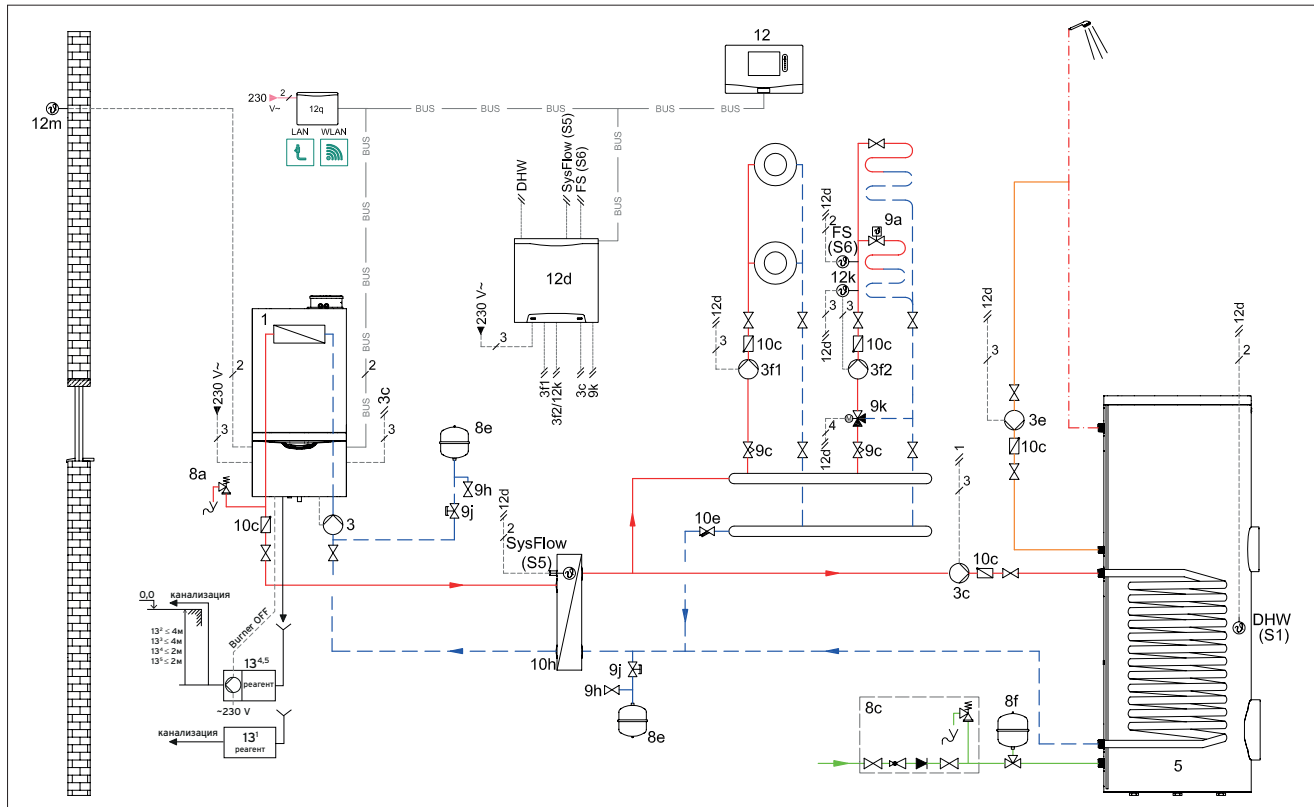 12
12m
230
V~
2
12q
LAN
WLAN
BUS
BUS
BUS
BUS
BUS
BUS
BUS
BUS
DHW
SysFlow (S5)
FS (S6)
12d
230 V~
3
3f1
3f2/12k
3c
9k
1
2
2
230 V~
3
3c
3
8a
10c
3
8e
9h
9j
12d
2
SysFlow
(S5)
10h
12d
3
10c
3f1
12d
2
FS
(S6)
9a
12k
3
12d
3
10c
3f2
9k
4
12d
9c
9c
10e
1
3
3c
10c
12d
3
3e
10c
12d
2
DHW
(S1)
5
9j
9h
8e
8c
8f
0,0
канализация
13² ≤ 4м
13³ ≤ 4м
13⁴ ≤ 2м
13⁵ ≤ 2м
Burner OFF
13⁴,⁵
реагент
~230 V
канализация
13¹
реагент